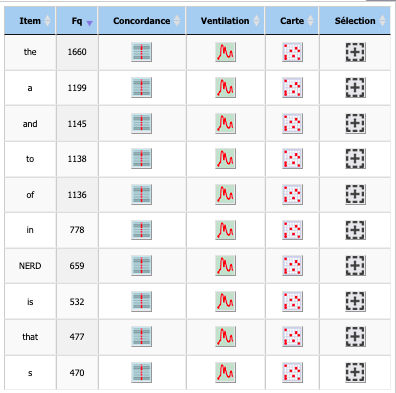 Item Fq Concordance Ventilation Carte Sélection
the 1660
a 1199
and 1145
to 1138
of 1136
in 778
NERD 659
is 532
that 477
s 470